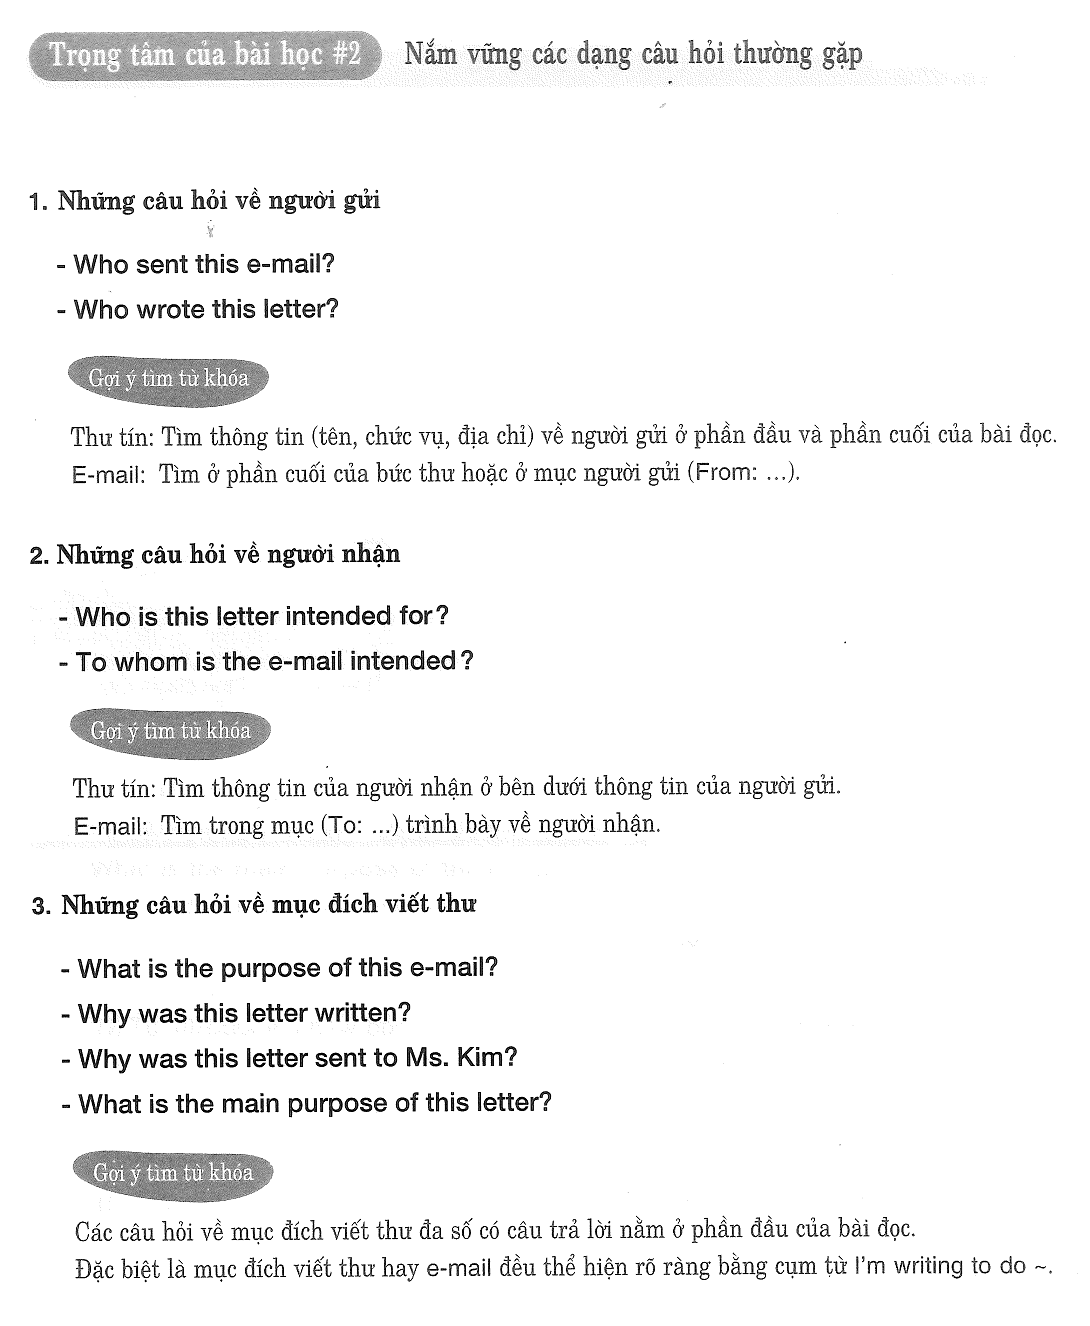 Trọng tâm của bài học #2 Nắm vững các dạng câu hỏi thường gặp
1. Những câu hỏi về người gửi
- Who sent this e-mail?
- Who wrote this letter?
Gợi ý tìm từ khóa
Thư tín: Tìm thông tin (tên, chức vụ, địa chỉ) về người gửi ở phần đầu và phần cuối của bài đọc.
E-mail: Tìm ở phần cuối của bức thư hoặc ở mục người gửi (From: ...).
2. Những câu hỏi về người nhận
- Who is this letter intended for?
- To whom is the e-mail intended?
Gợi ý tìm từ khóa
Thư tín: Tìm thông tin của người nhận ở bên dưới thông tin của người gửi.
E-mail: Tìm trong mục (To: ...) trình bày về người nhận.
3. Những câu hỏi về mục đích viết thư
- What is the purpose of this e-mail?
- Why was this letter written?
- Why was this letter sent to Ms. Kim?
- What is the main purpose of this letter?
Gợi ý tìm từ khóa
Các câu hỏi về mục đích viết thư đa số có câu trả lời nằm ở phần đầu của bài đọc.
Đặc biệt là mục đích viết thư hay e-mail đều thể hiện rõ ràng bằng cụm từ I'm writing to do ~.